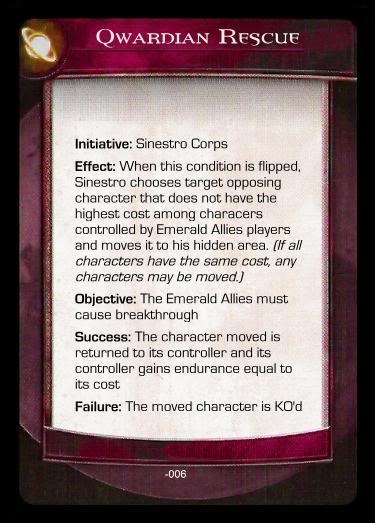 Qwardian Rescue
Initiative: Sinestro Corps
Effect: When this condition is flipped,
Sinestro chooses target opposing
character that does not have the
highest cost among characers
controlled by Emerald Allies players
and moves it to his hidden area. (If all
characters have the same cost, any
characters may be moved.)
Objective: The Emerald Allies must
cause breakthrough
Success: The character moved is
returned to its controller and its
controller gains endurance equal to
its cost
Failure: The moved character is KO'd
-006